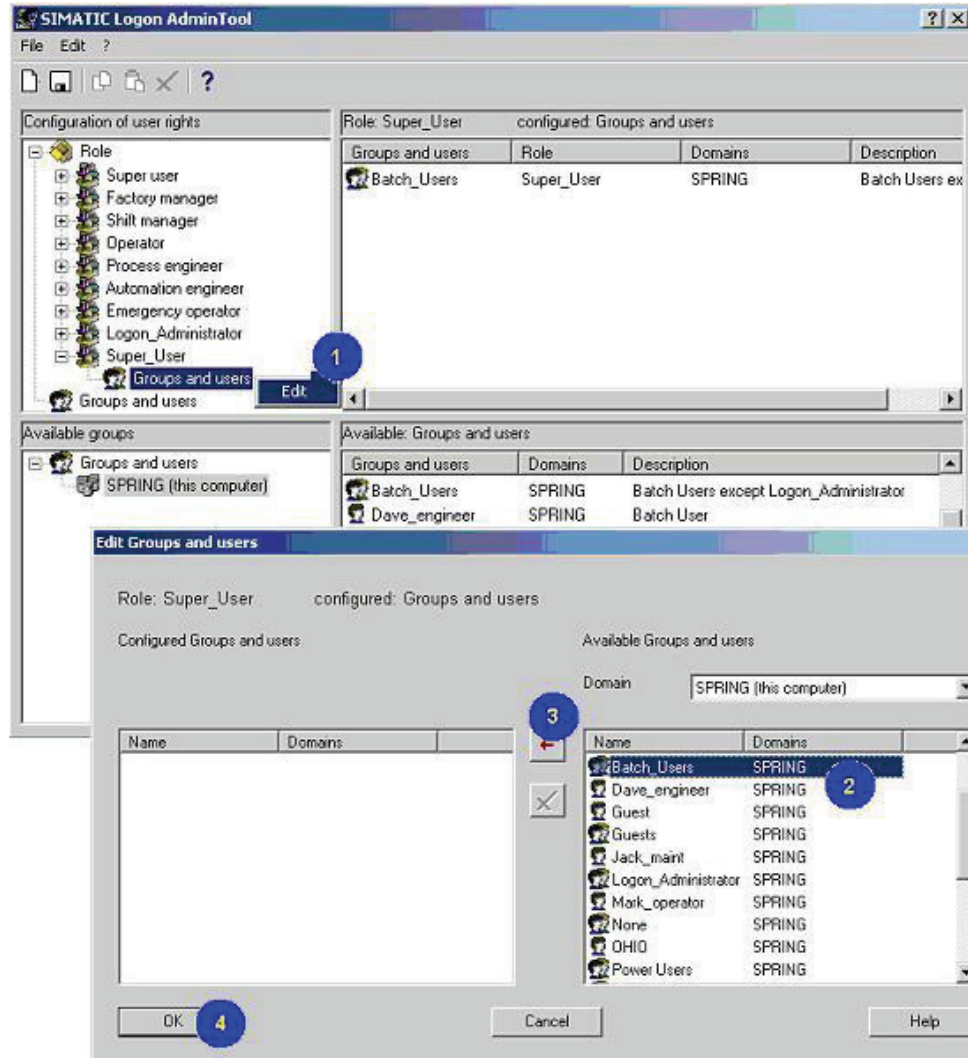 SIMATIC Logon AdminTool
File Edit ?
Configuration of user rights
Role: Super_User configured: Groups and users
Role
Super user
Factory manager
Shift manager
Operator
Process engineer
Automation engineer
Emergency operator
Logon_Administrator
Super_User
Groups and users
Edit
1
Groups and users
Groups and users Role Domains Description
Batch_Users Super_User SPRING Batch Users ex
Available groups
Groups and users
SPRING (this computer)
Available: Groups and users
Groups and users Domains Description
Batch_Users SPRING Batch Users except Logon_Administrator
Dave_engineer SPRING Batch User
Edit Groups and users
Role: Super_User configured: Groups and users
Configured Groups and users
Available Groups and users
Domain SPRING (this computer)
3
Name Domains
Name Domains
Batch_Users SPRING
2
Dave_engineer SPRING
Guest SPRING
Guests SPRING
Jack_maint SPRING
Logon_Administrator SPRING
Mark_operator SPRING
None SPRING
OHIO SPRING
Power Users SPRING
OK 4 Cancel Help